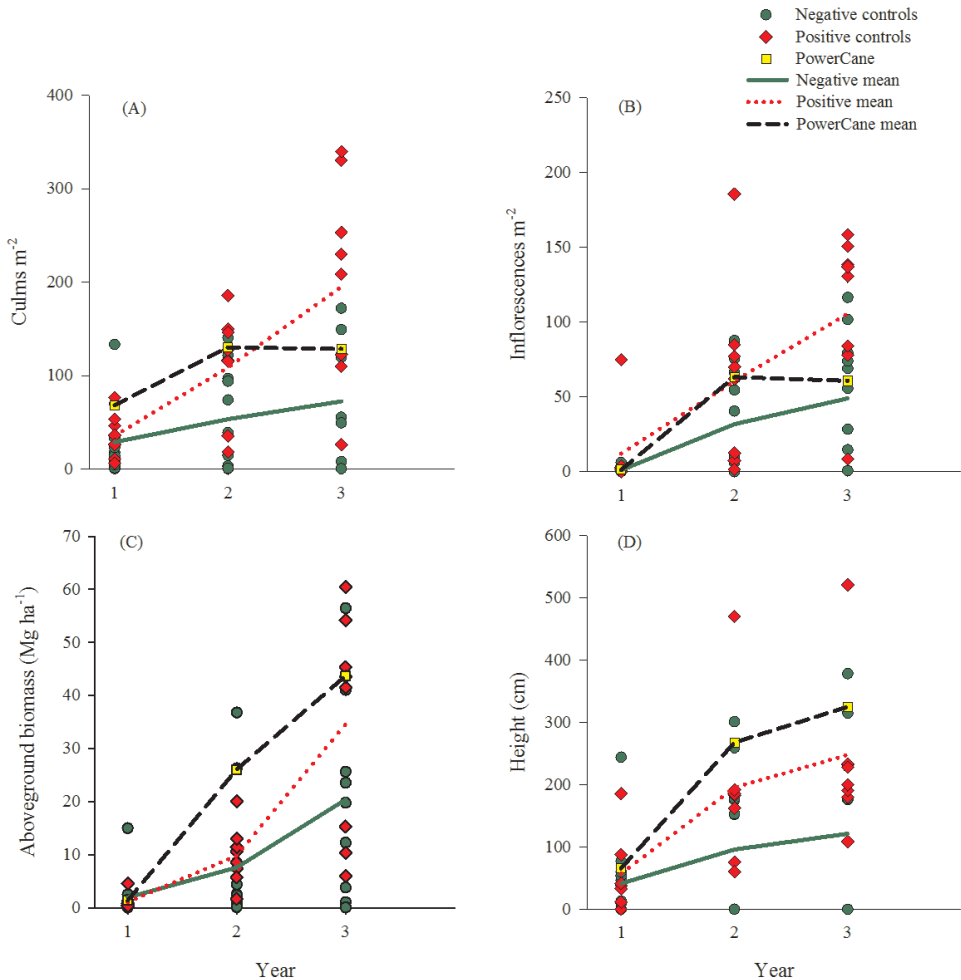 Negative controls
Positive controls
PowerCane
Negative mean
Positive mean
PowerCane mean
(A)
400
300
200
100
0
Culms m⁻²
1 2 3
(B)
250
200
150
100
50
0
Inflorescences m⁻²
1 2 3
(C)
70
60
50
40
30
20
10
0
Aboveground biomass (Mg ha⁻¹)
1 2 3
Year
(D)
600
500
400
300
200
100
0
Height (cm)
1 2 3
Year